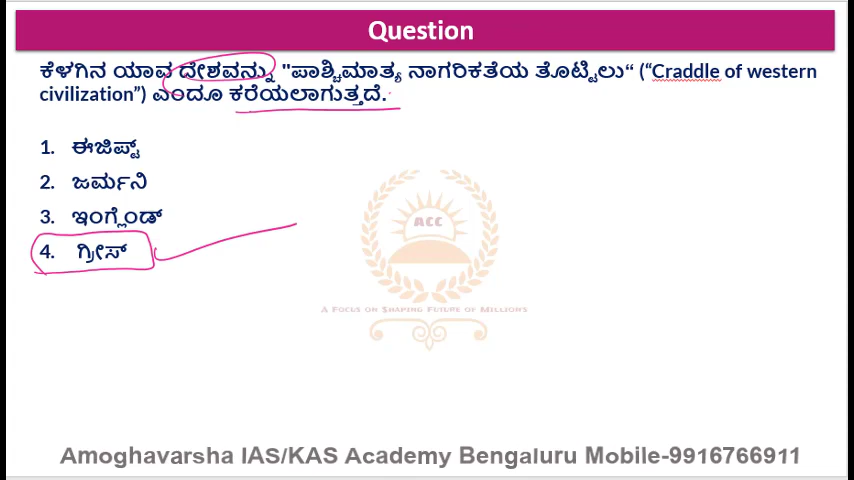 Question
ಕೆಳಗಿನ ಯಾವ ದೇಶವನ್ನು "ಪಾಶ್ಚಿಮಾತ್ಯ ನಾಗರಿಕತೆಯ ತೊಟ್ಟಿಲು“ (“Craddle of western
civilization”) ಎಂದೂ ಕರೆಯಲಾಗುತ್ತದೆ.
1. ಈಜಿಪ್ಟ್
2. ಜರ್ಮನಿ
3. ಇಂಗ್ಲೆಂಡ್
4. ಗ್ರೀಸ್
ACC
A FOCUS ON SHAPING FUTURE OF MILLIONS
Amoghavarsha IAS/KAS Academy Bengaluru Mobile-9916766911